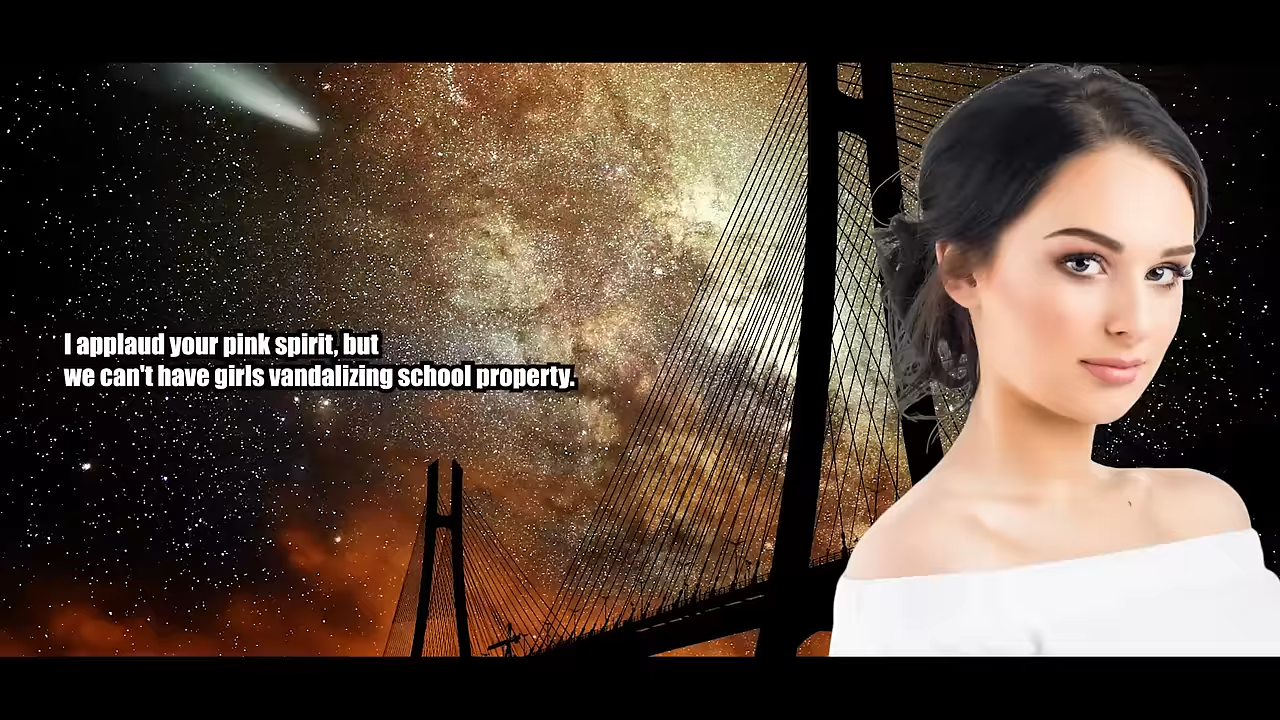 I applaud your pink spirit, but
we can't have girls vandalizing school property.